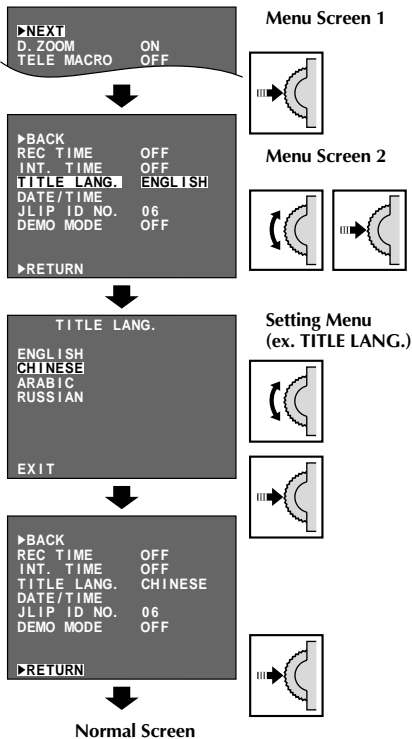 ▶NEXT
D. ZOOM ON
TELE MACRO OFF
Menu Screen 1
▶BACK
REC TIME OFF
INT. TIME OFF
TITLE LANG. ENGLISH
DATE/TIME
JLIP ID NO. 06
DEMO MODE OFF
▶RETURN
Menu Screen 2
TITLE LANG.
ENGLISH
CHINESE
ARABIC
RUSSIAN
EXIT
Setting Menu
(ex. TITLE LANG.)
▶BACK
REC TIME OFF
INT. TIME OFF
TITLE LANG. CHINESE
DATE/TIME
JLIP ID NO. 06
DEMO MODE OFF
▶RETURN
Normal Screen